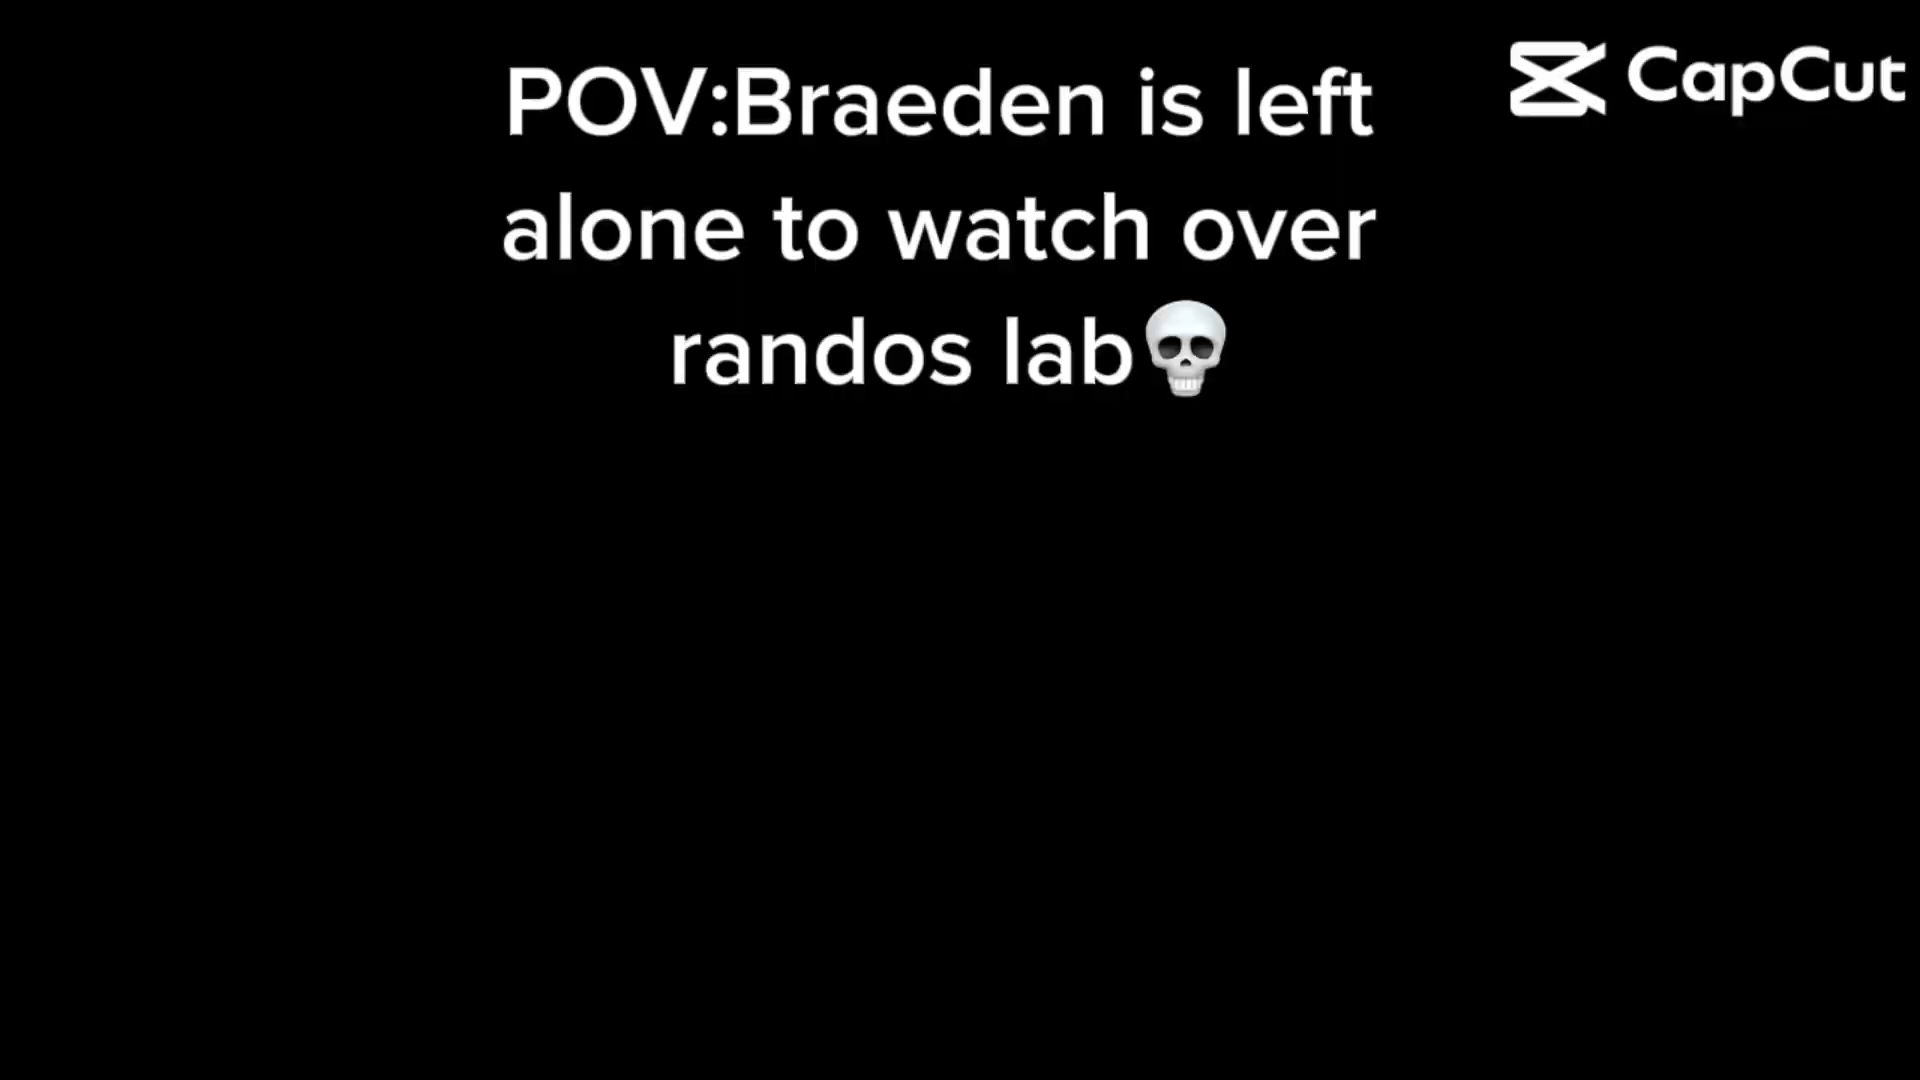 POV:Braeden is left
alone to watch over
randos lab💀
CapCut